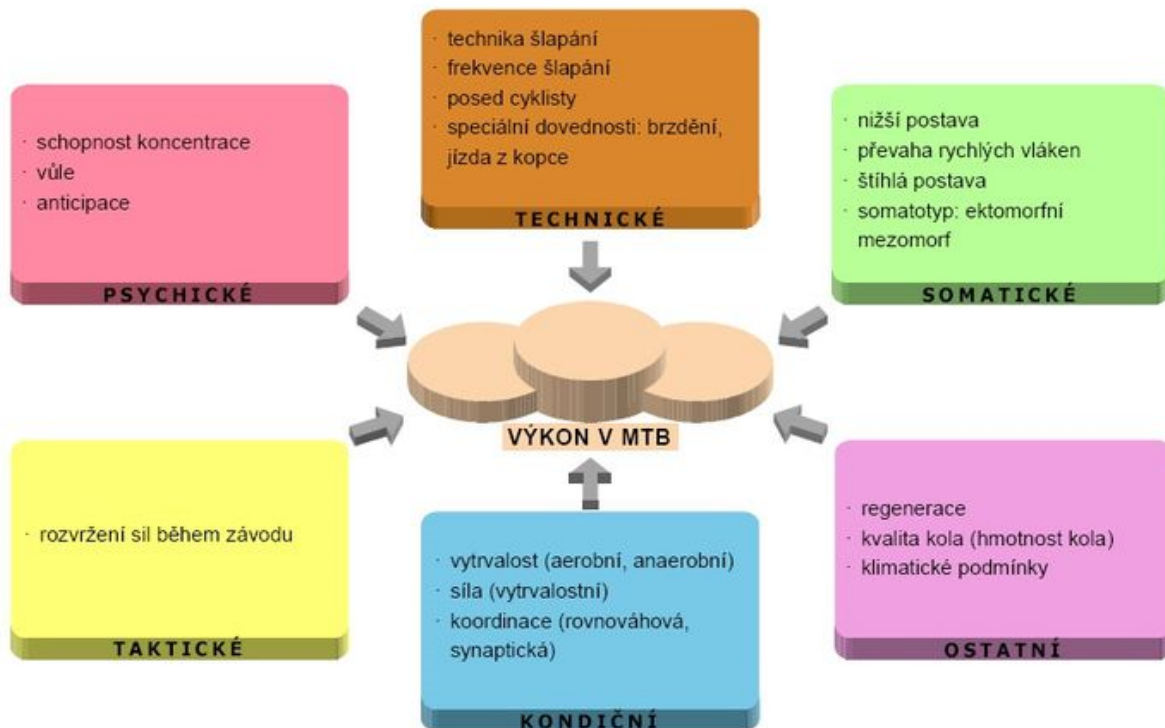 · technika šlapání
· frekvence šlapání
· posed cyklisty
· speciální dovednosti: brzdění,
jízda z kopce
TECHNICKÉ
· schopnost koncentrace
· vůle
· anticipace
PSYCHICKÉ
· nižší postava
· převaha rychlých vláken
· štíhlá postava
· somatotyp: ektomorfní
mezomorf
SOMATICKÉ
VÝKON V MTB
· rozvržení sil během závodu
TAKTICKÉ
· vytrvalost (aerobní, anaerobní)
· síla (vytrvalostní)
· koordinace (rovnováhová,
synaptická)
KONDIČNÍ
· regenerace
· kvalita kola (hmotnost kola)
· klimatické podmínky
OSTATNÍ